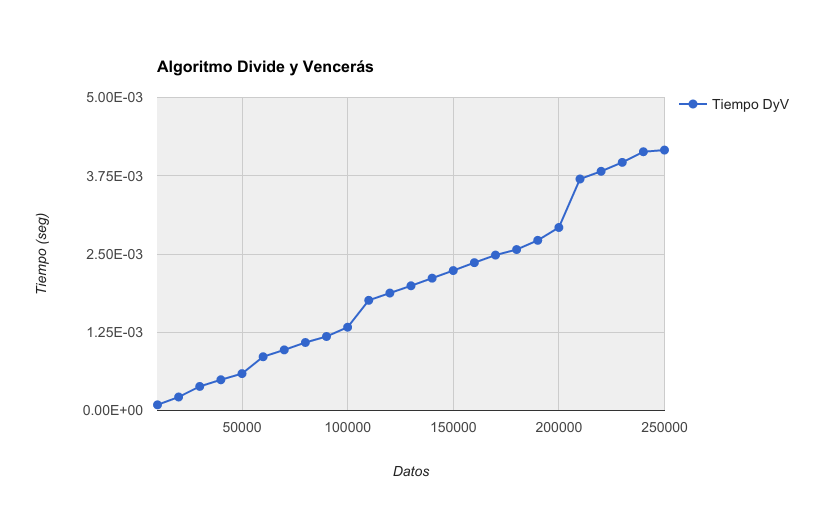 Algoritmo Divide y Vencerás
5.00E-03
3.75E-03
2.50E-03
1.25E-03
0.00E+00
Tiempo (seg)
50000
100000
150000
200000
250000
Datos
Tiempo DyV